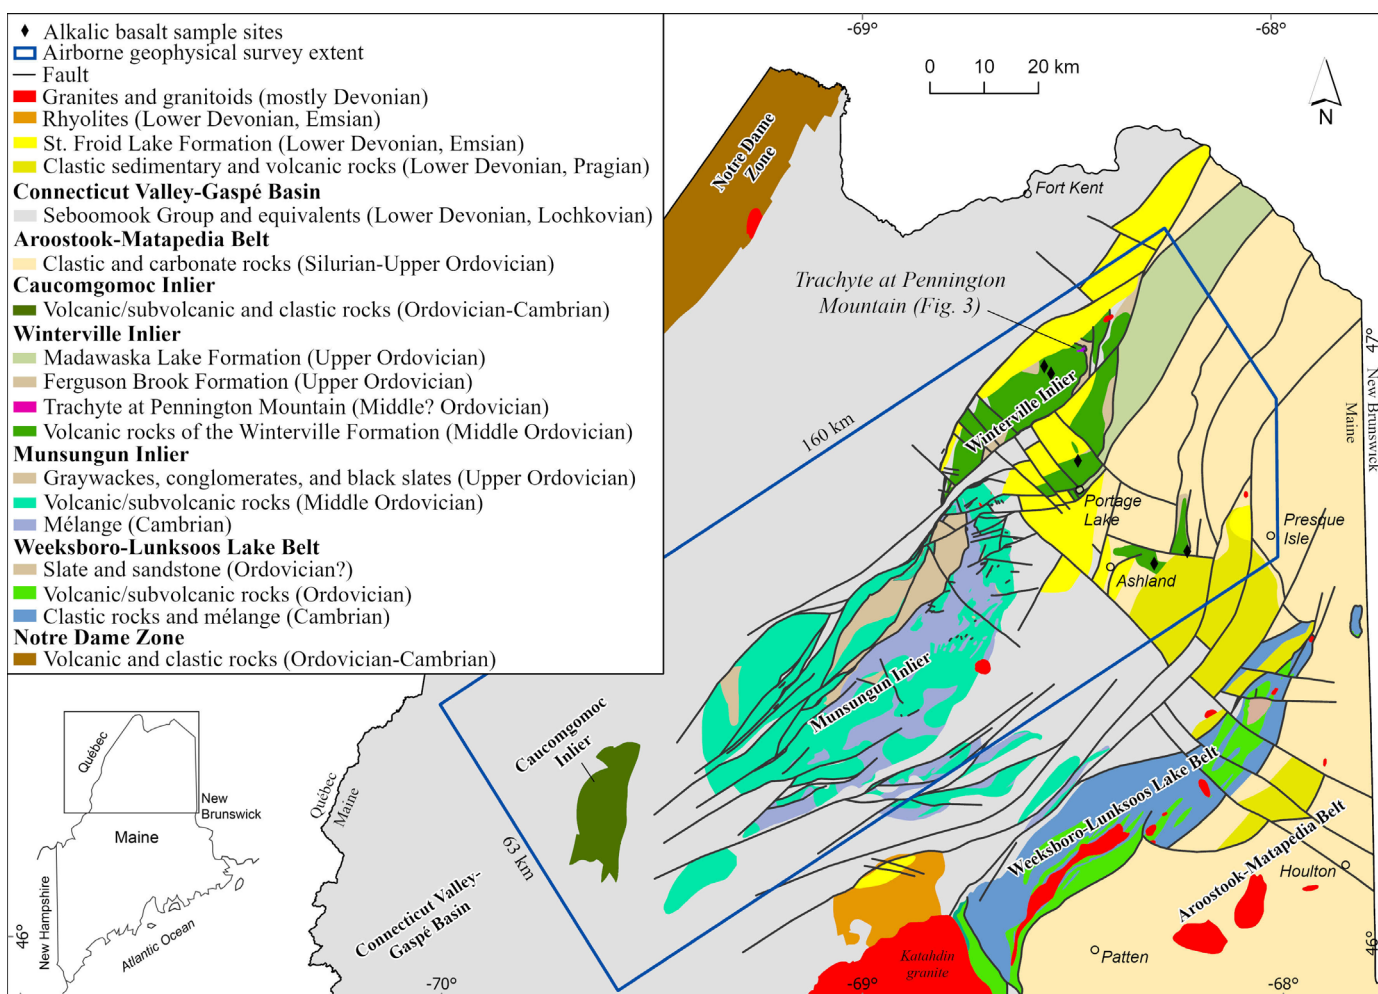 Alkalic basalt sample sites
Airborne geophysical survey extent
Fault
Granites and granitoids (mostly Devonian)
Rhyolites (Lower Devonian, Emsian)
St. Froid Lake Formation (Lower Devonian, Emsian)
Clastic sedimentary and volcanic rocks (Lower Devonian, Pragian)
Connecticut Valley-Gaspé Basin
Seboomook Group and equivalents (Lower Devonian, Lochkovian)
Aroostook-Matapedia Belt
Clastic and carbonate rocks (Silurian-Upper Ordovician)
Caucomgomoc Inlier
Volcanic/subvolcanic and clastic rocks (Ordovician-Cambrian)
Winterville Inlier
Madawaska Lake Formation (Upper Ordovician)
Ferguson Brook Formation (Upper Ordovician)
Trachyte at Pennington Mountain (Middle? Ordovician)
Volcanic rocks of the Winterville Formation (Middle Ordovician)
Munsungun Inlier
Graywackes, conglomerates, and black slates (Upper Ordovician)
Volcanic/subvolcanic rocks (Middle Ordovician)
Mélange (Cambrian)
Weeksboro-Lunksoos Lake Belt
Slate and sandstone (Ordovician?)
Volcanic/subvolcanic rocks (Ordovician)
Clastic rocks and mélange (Cambrian)
Notre Dame Zone
Volcanic and clastic rocks (Ordovician-Cambrian)
-69°
-68°
0 10 20 km
N
Notre Dame
Zone
Fort Kent
Trachyte at Pennington
Mountain (Fig. 3)
47°
New Brunswick
Maine
Winterville Inlier
160 km
Portage
Lake
Presque
Isle
Ashland
Munsungun Inlier
Caucomgomoc
Inlier
Québec
Maine
63 km
Weeksboro-Lunksoos Lake Belt
Aroostook-Matapedia Belt
Houlton
Connecticut Valley-
Gaspé Basin
Katahdin
granite
Patten
46°
46°
-70°
-69°
-68°
Québec
New
Brunswick
Maine
New Hampshire
Atlantic Ocean